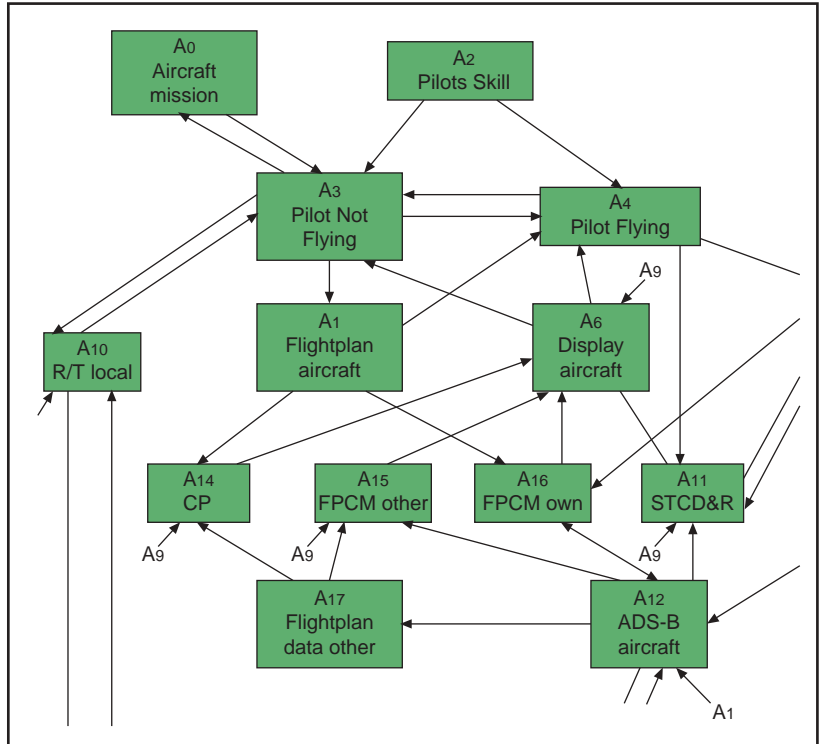 A0
Aircraft
mission
A2
Pilots Skill
A3
Pilot Not
Flying
A4
Pilot Flying
A9
A10
R/T local
A1
Flightplan
aircraft
A6
Display
aircraft
A14
CP
A15
FPCM other
A16
FPCM own
A11
STCD&R
A9
A9
A9
A17
Flightplan
data other
A12
ADS-B
aircraft
A1